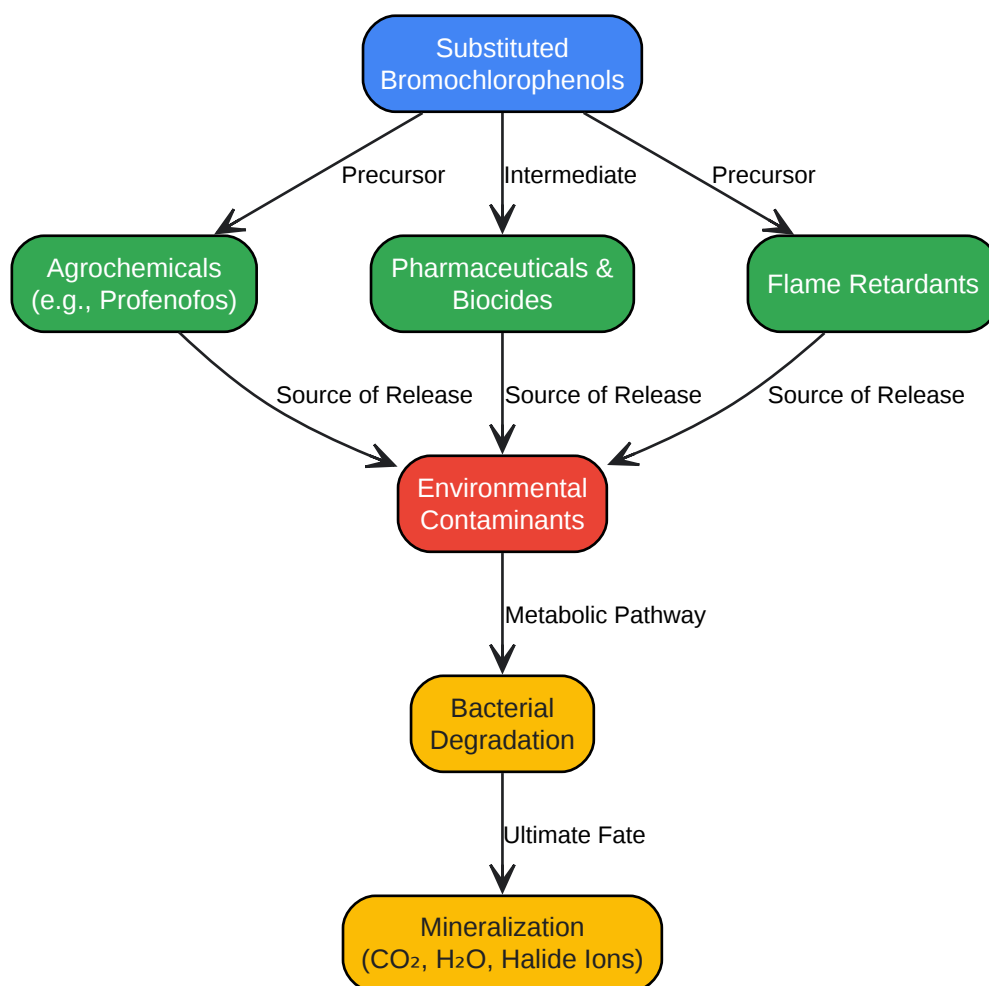 Substituted
Bromochlorophenols
Precursor
Intermediate
Precursor
Agrochemicals
(e.g., Profenofos)
Pharmaceuticals &
Biocides
Flame Retardants
Source of Release
Source of Release
Source of Release
Environmental
Contaminants
Metabolic Pathway
Bacterial
Degradation
Ultimate Fate
Mineralization
(CO₂, H₂O, Halide Ions)